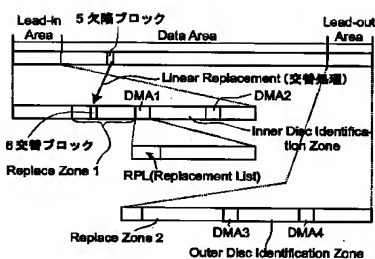 Lead-in Area
5 欠陥ブロック
Data Area
Lead-out Area
Linear Replacement (交替処理)
DMA1
DMA2
Inner Disc Identification Zone
6交替ブロック
Replace Zone 1
RPL(Replacement List)
Replace Zone 2
DMA3
DMA4
Outer Disc Identification Zone